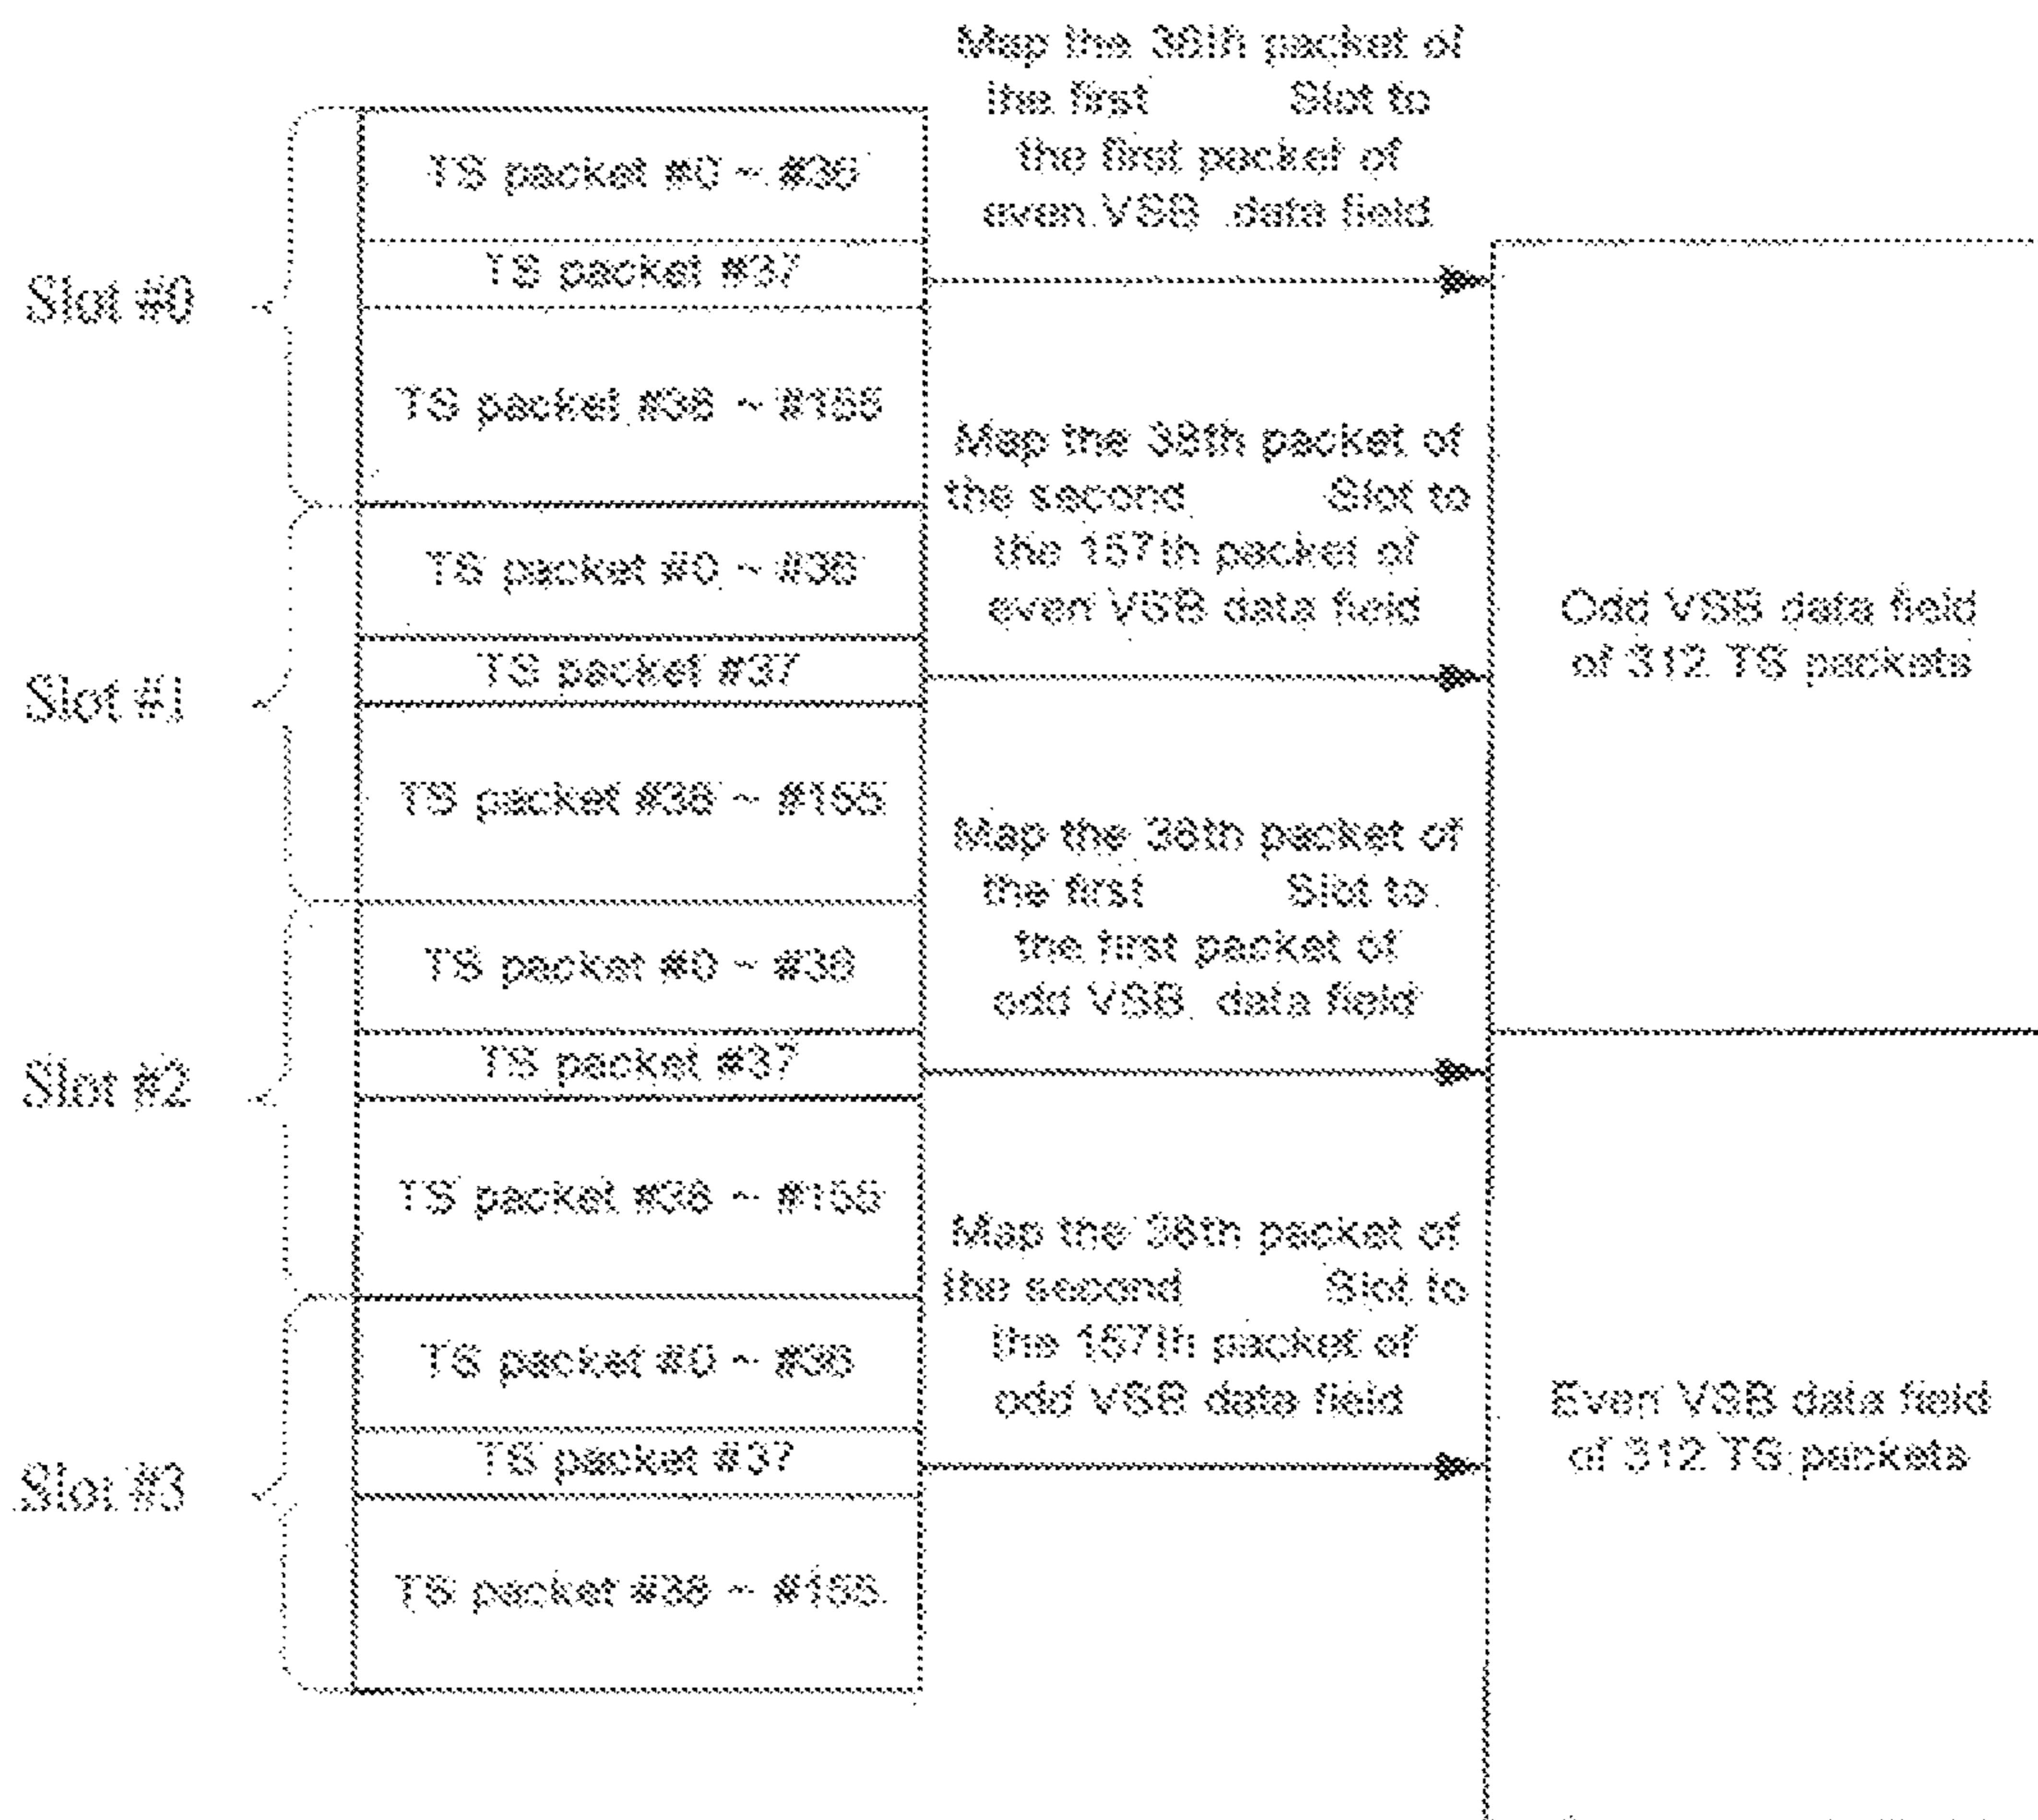 Map the 38th packet of
the first Slot to
the first packet of
even VSB data field
Slot #0
TS packet #0 ~ #36
TS packet #37
TS packet #38 ~ #155
Map the 38th packet of
the second Slot to
the 157th packet of
even VSB data field
Slot #1
TS packet #0 ~ #36
TS packet #37
TS packet #38 ~ #155
Odd VSB data field
of 312 TS packets
Map the 38th packet of
the first Slot to
the first packet of
odd VSB data field
Slot #2
TS packet #0 ~ #36
TS packet #37
TS packet #38 ~ #155
Map the 38th packet of
the second Slot to
the 157th packet of
odd VSB data field
Slot #3
TS packet #0 ~ #36
TS packet #37
TS packet #38 ~ #155
Even VSB data field
of 312 TS packets